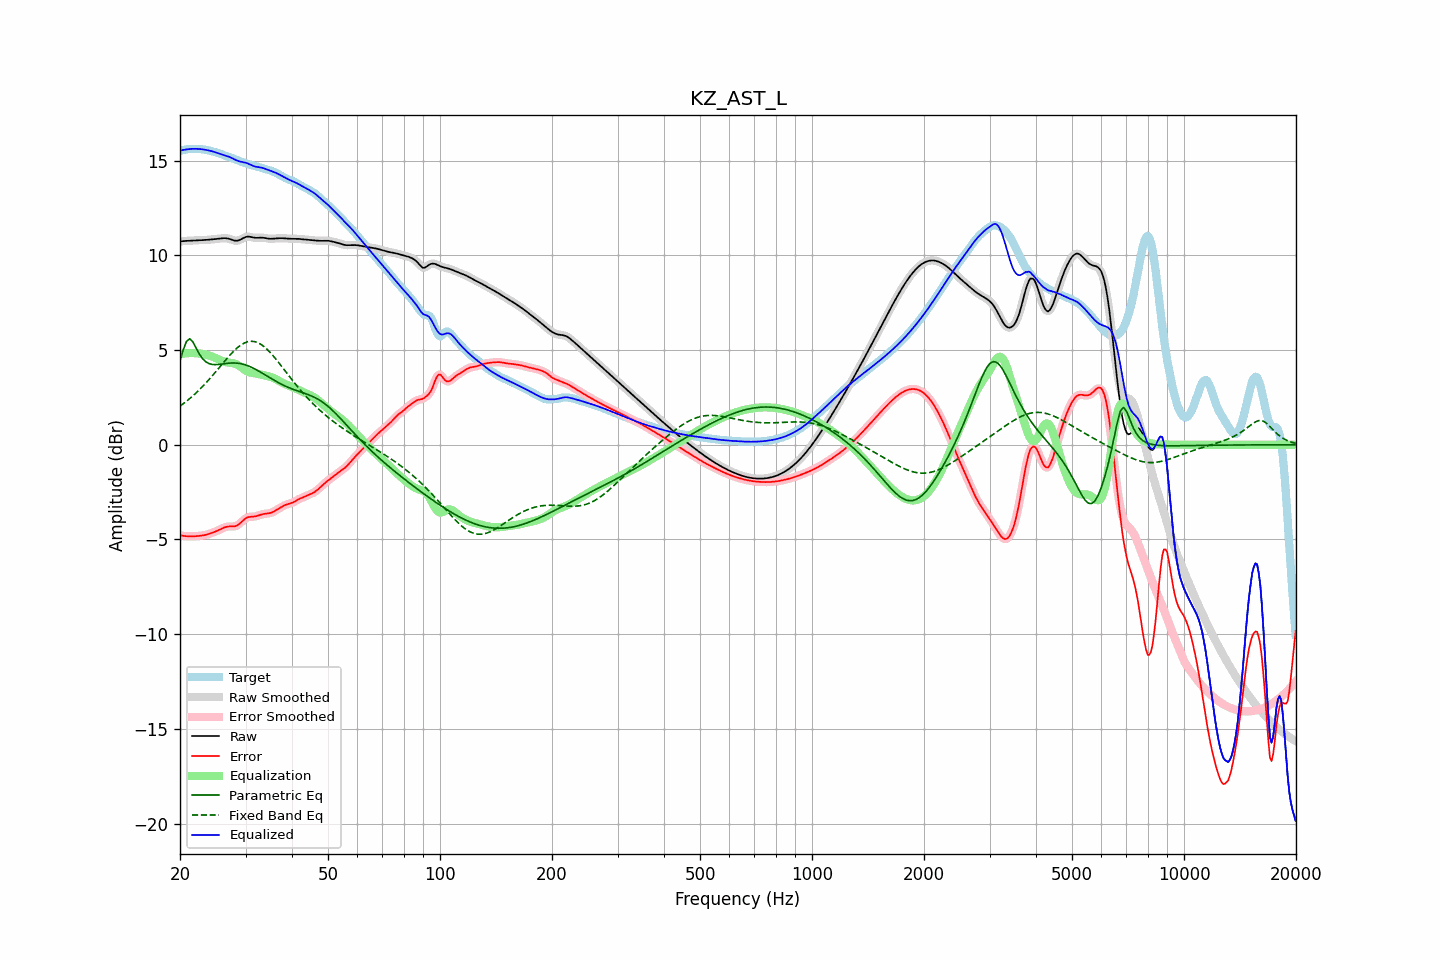 KZ_AST_L
Amplitude (dBr)
15
10
5
0
−5
−10
−15
−20
Target
Raw Smoothed
Error Smoothed
Raw
Error
Equalization
Parametric Eq
Fixed Band Eq
Equalized
20 50 100 200 500 1000 2000 5000 10000 20000
Frequency (Hz)